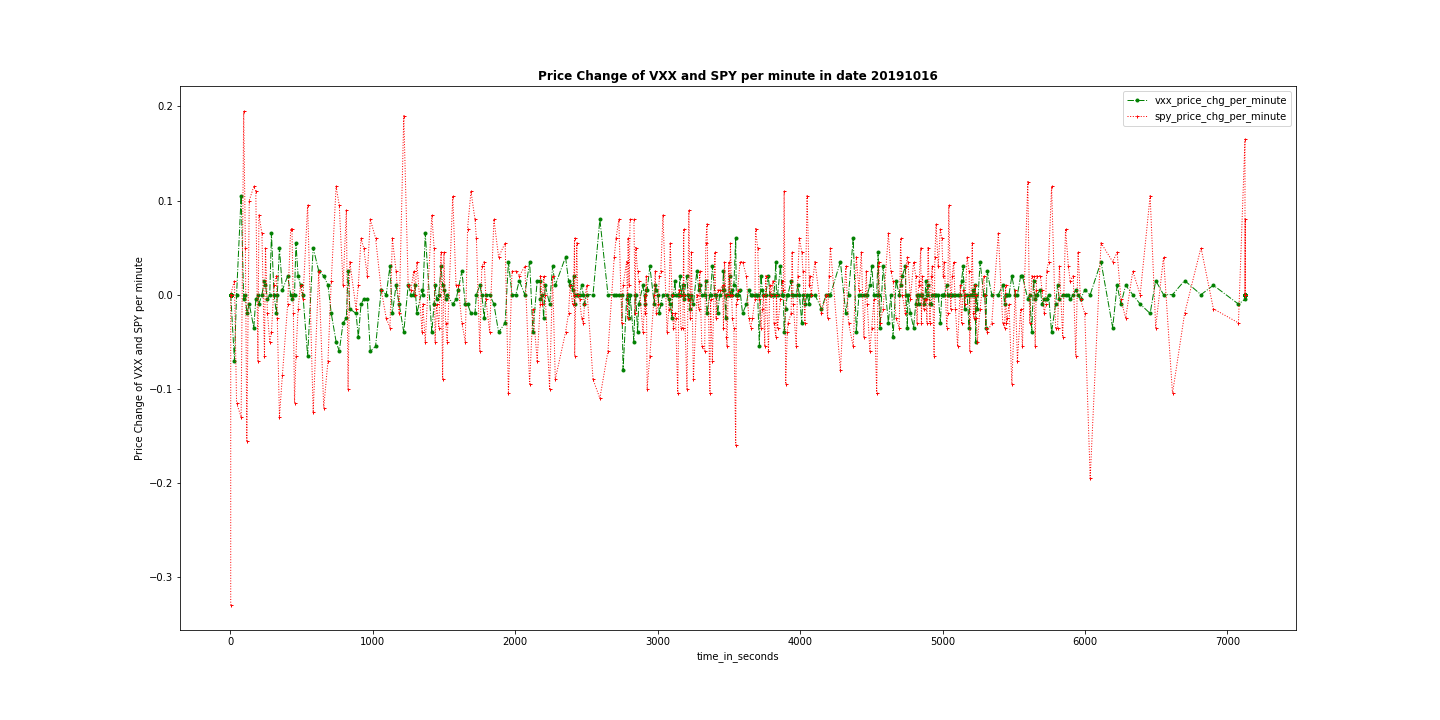 Price Change of VXX and SPY per minute in date 20191016
vxx_price_chg_per_minute
spy_price_chg_per_minute
Price Change of VXX and SPY per minute
0.2
0.1
0.0
−0.1
−0.2
−0.3
0 1000 2000 3000 4000 5000 6000 7000
time_in_seconds